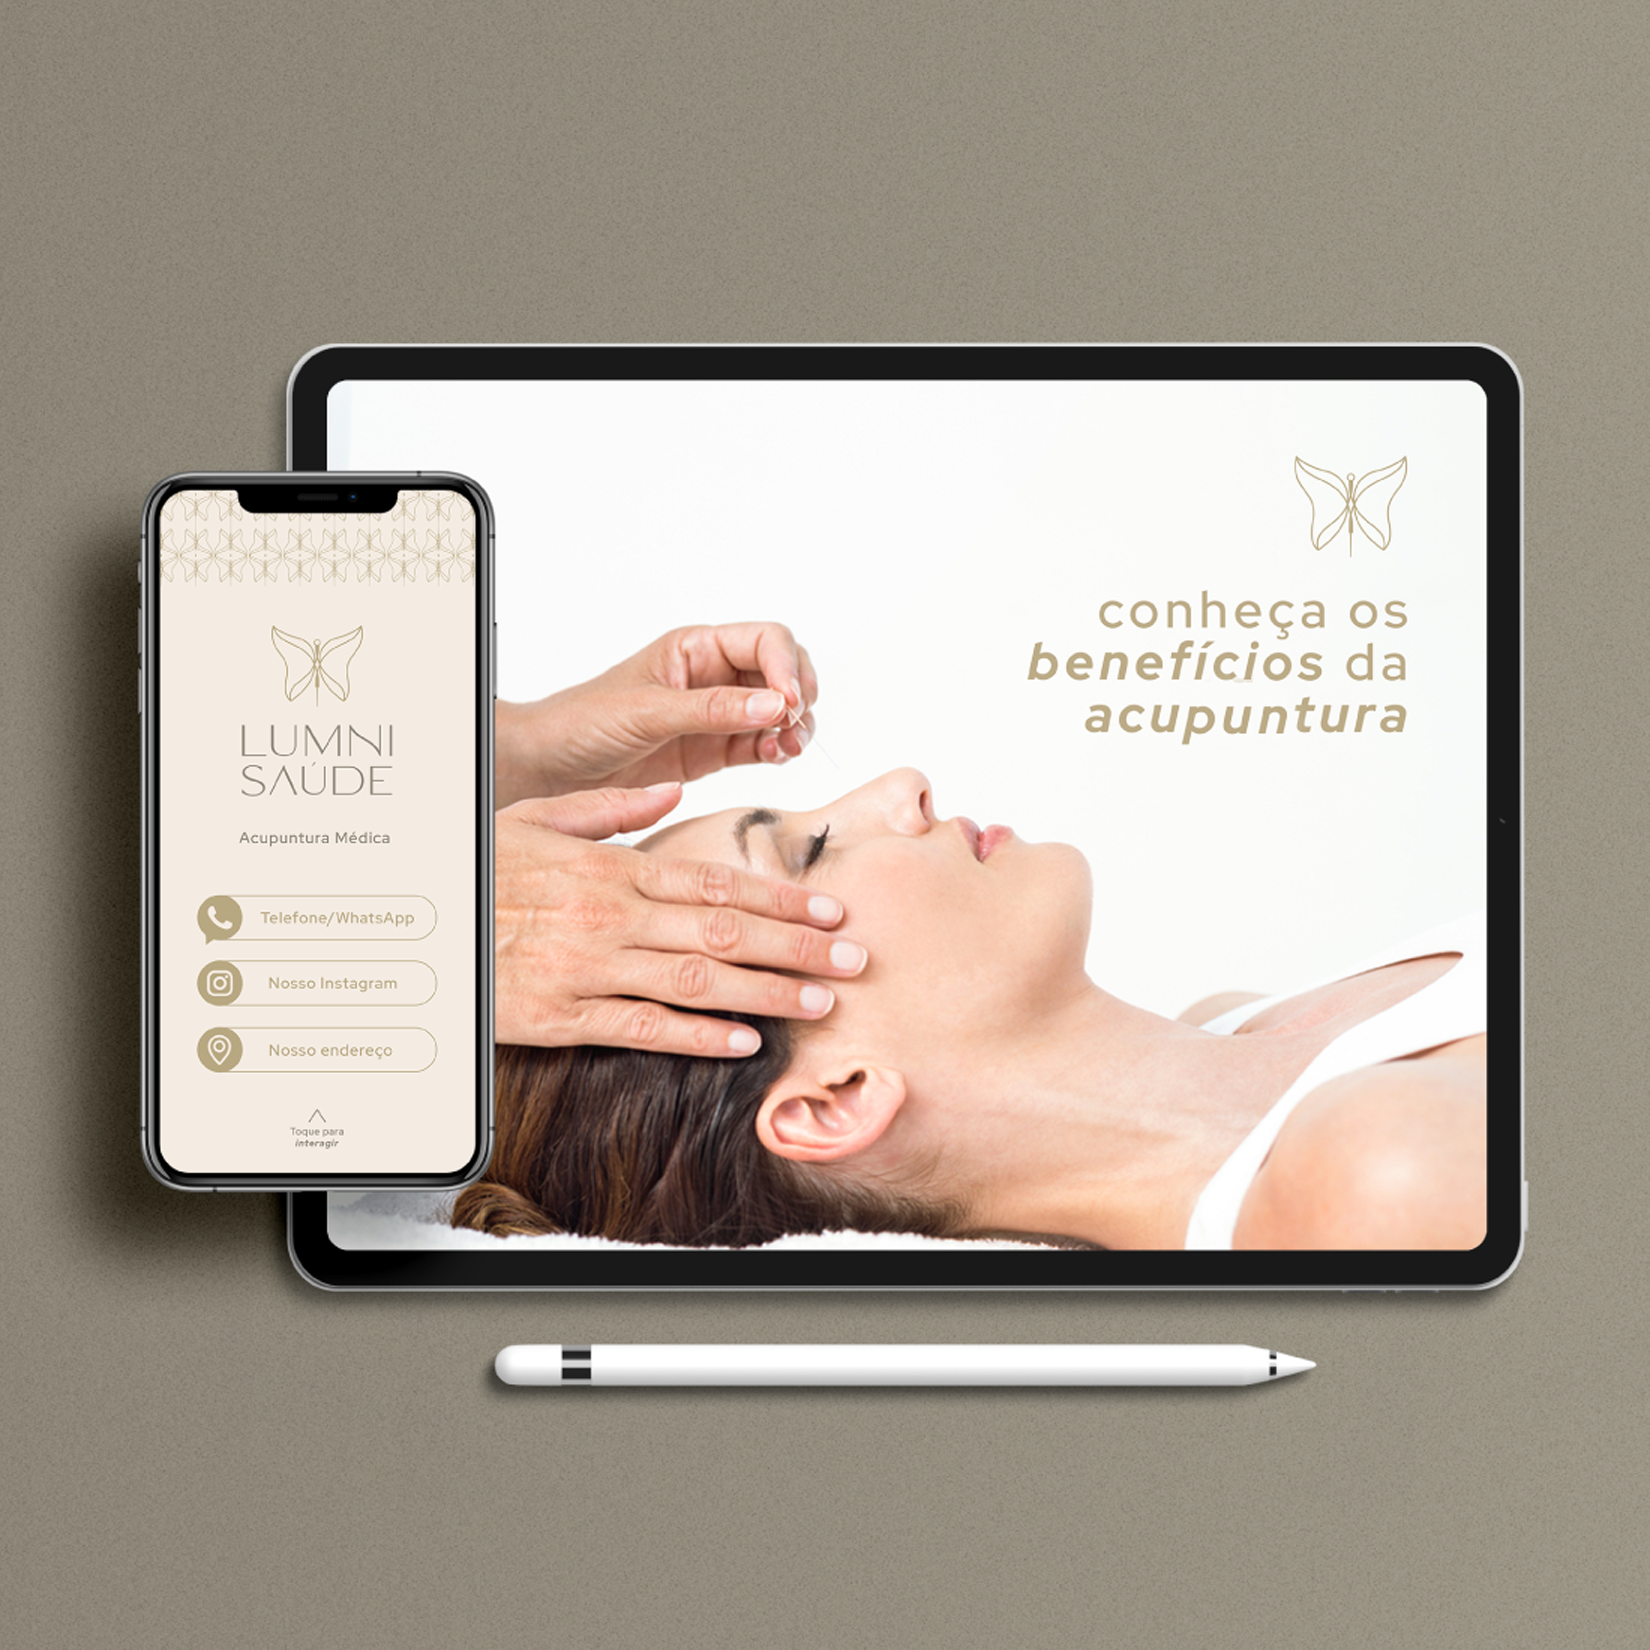 LUMNI
SAÚDE
Acupuntura Médica
Telefone/WhatsApp
Nosso Instagram
Nosso endereço
Toque para
interagir
conheça os
benefícios da
acupuntura